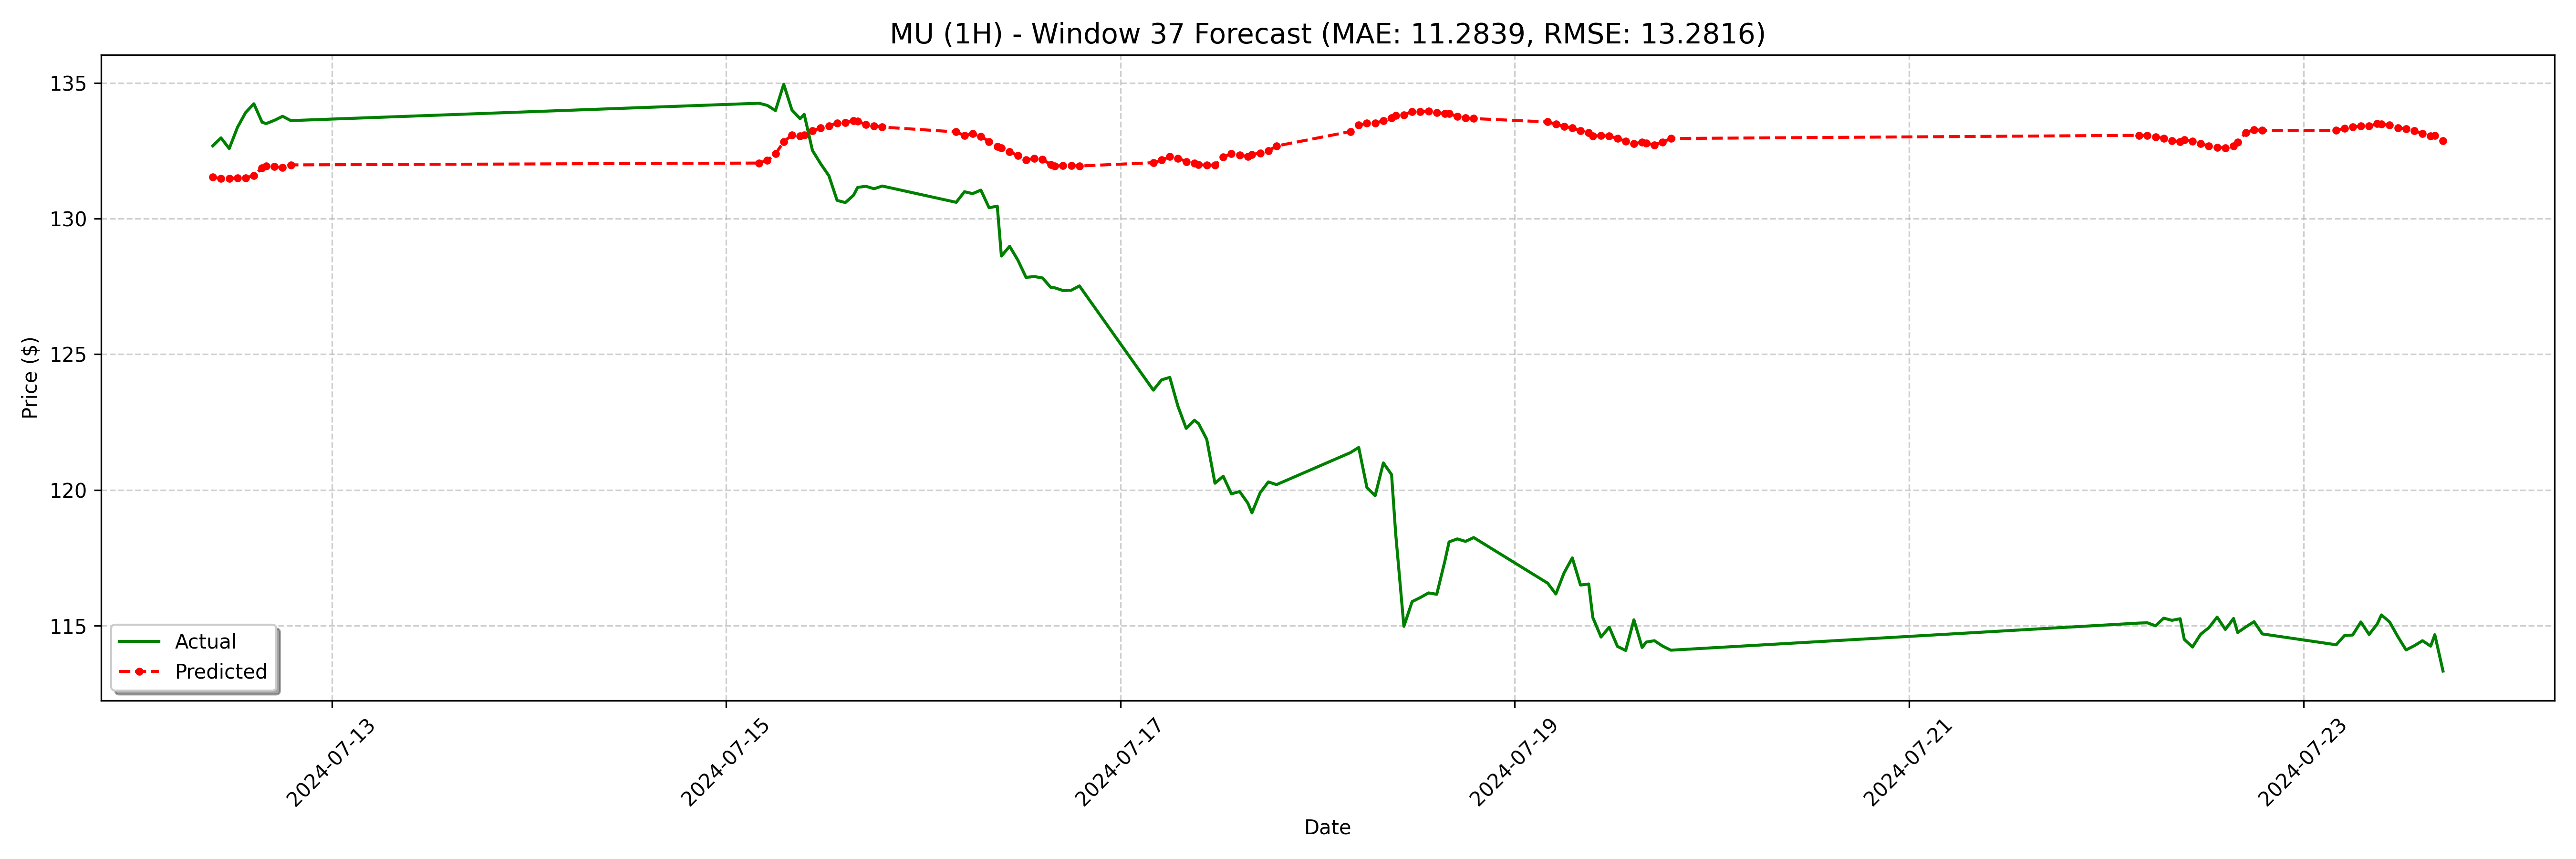 MU (1H) - Window 37 Forecast (MAE: 11.2839, RMSE: 13.2816)
135
130
125
120
115
Price ($)
Actual
Predicted
2024-07-13
2024-07-15
2024-07-17
2024-07-19
2024-07-21
2024-07-23
Date